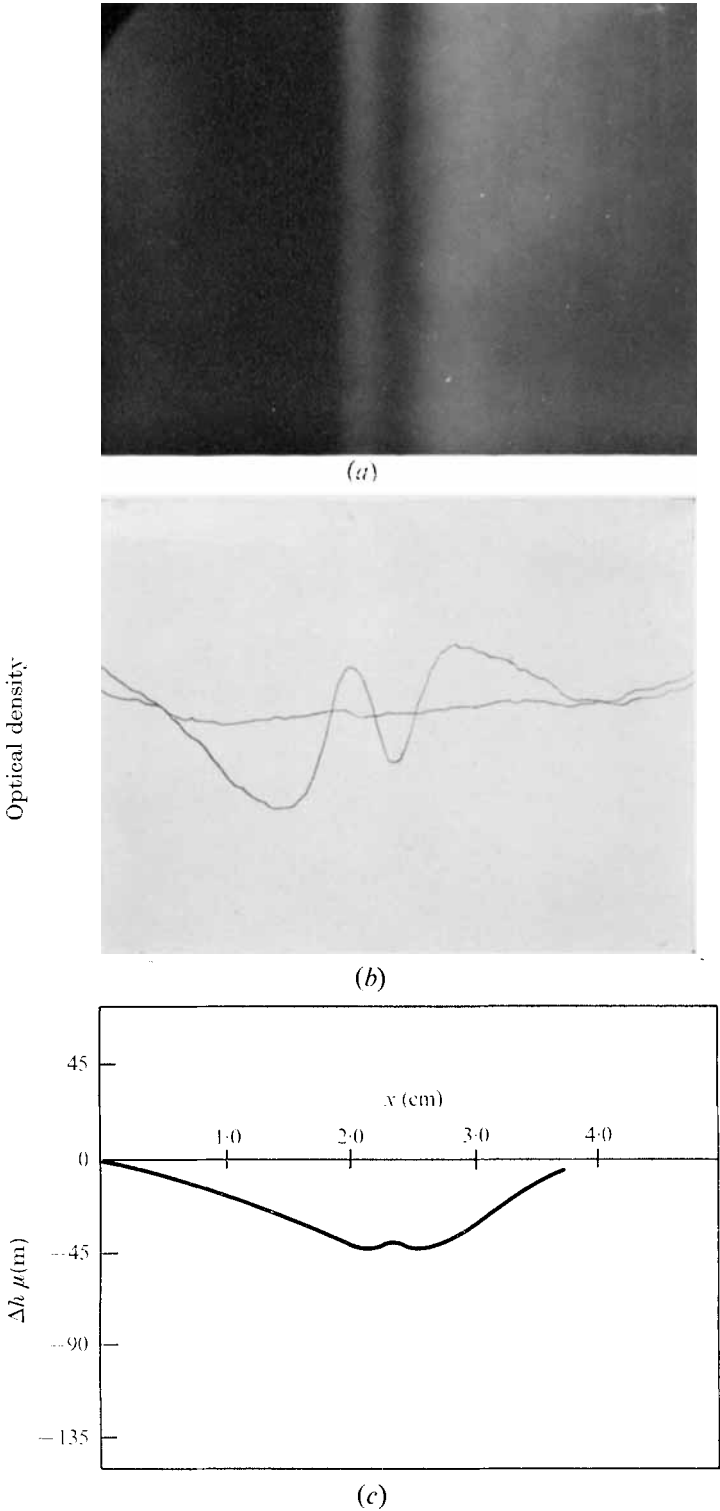 (a)
Optical density
(b)
45
x (cm)
1·0 2·0 3·0 4·0
0
−45
Δh μ(m)
−90
−135
(c)